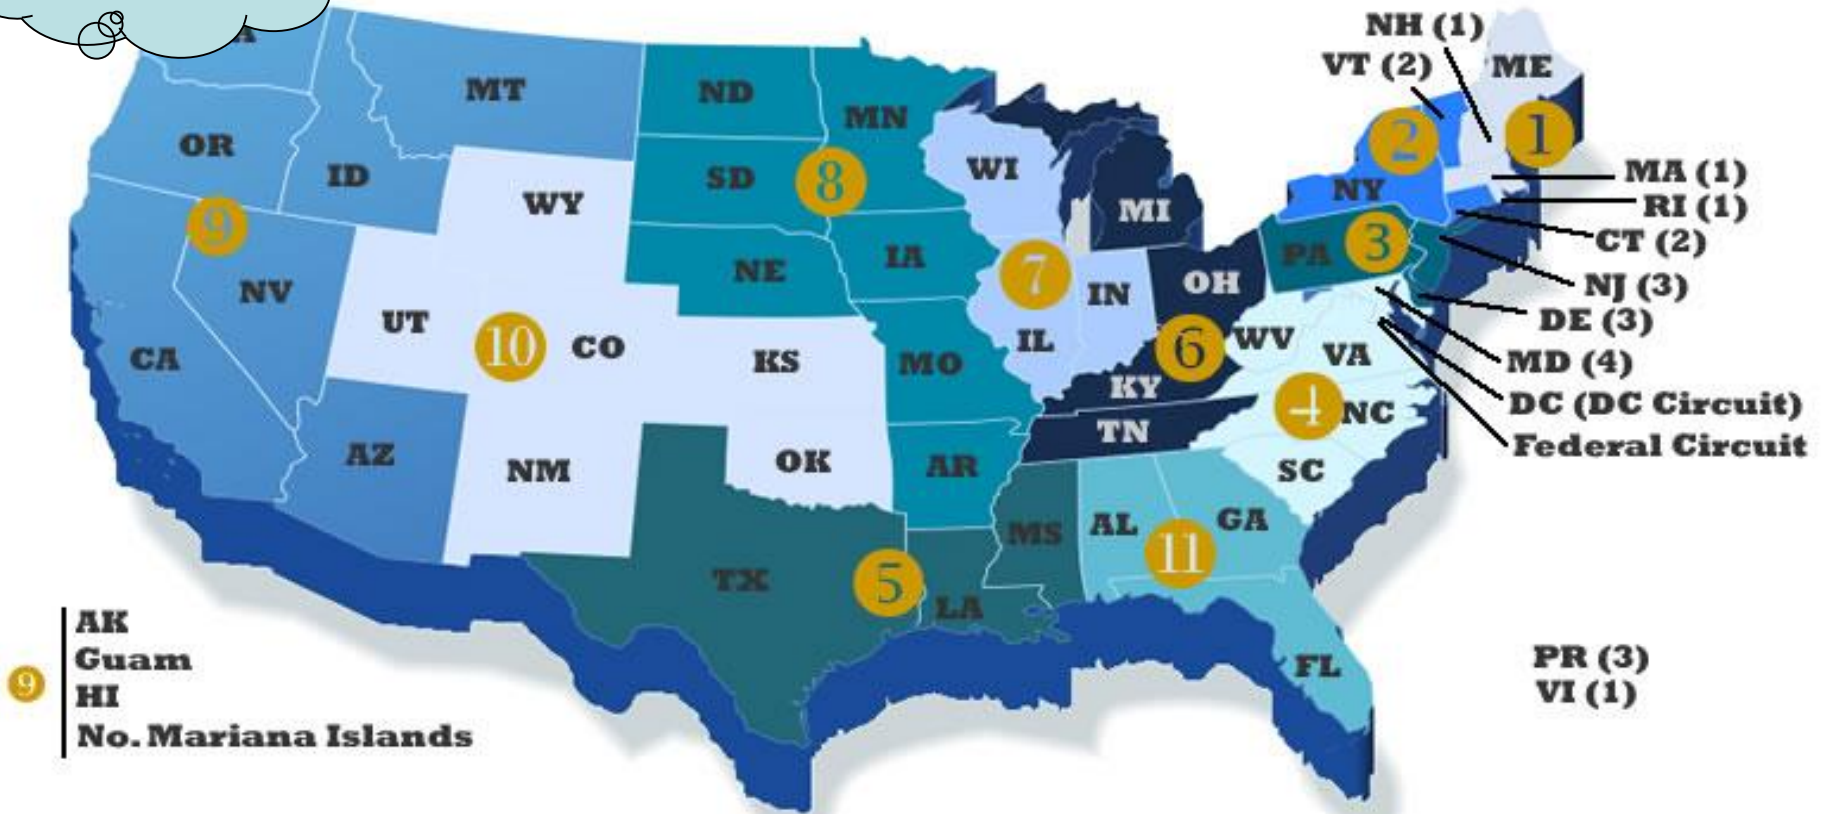 NH (1)
VT (2)
ME
MT
ND
MN
OR
ID
SD
8
WI
MI
NY
2
1
MA (1)
RI (1)
CT (2)
NJ (3)
DE (3)
MD (4)
DC (DC Circuit)
Federal Circuit
WY
9
NV
UT
10
CO
NE
IA
7
IN
OH
PA
3
CA
KS
MO
IL
6
WV
VA
KY
4
NC
TN
AZ
NM
OK
AR
SC
MS
AL
GA
11
TX
5
LA
FL
9
AK
Guam
HI
No. Mariana Islands
PR (3)
VI (1)